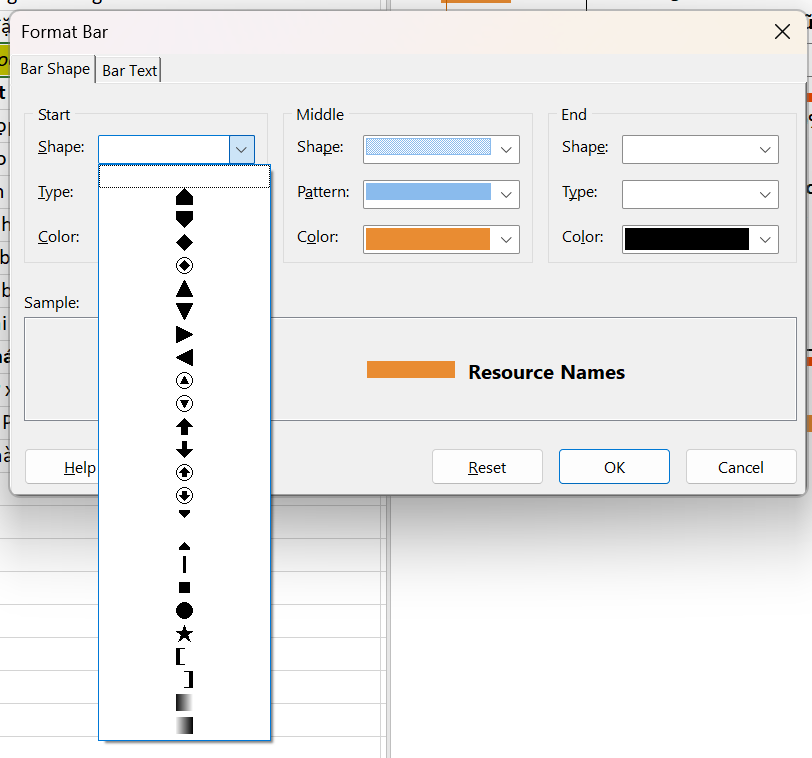 Format Bar
Bar Shape
Bar Text
Start
Middle
End
Shape:
Shape:
Shape:
Type:
Pattern:
Type:
Color:
Color:
Color:
Sample:
Resource Names
Help
Reset
OK
Cancel